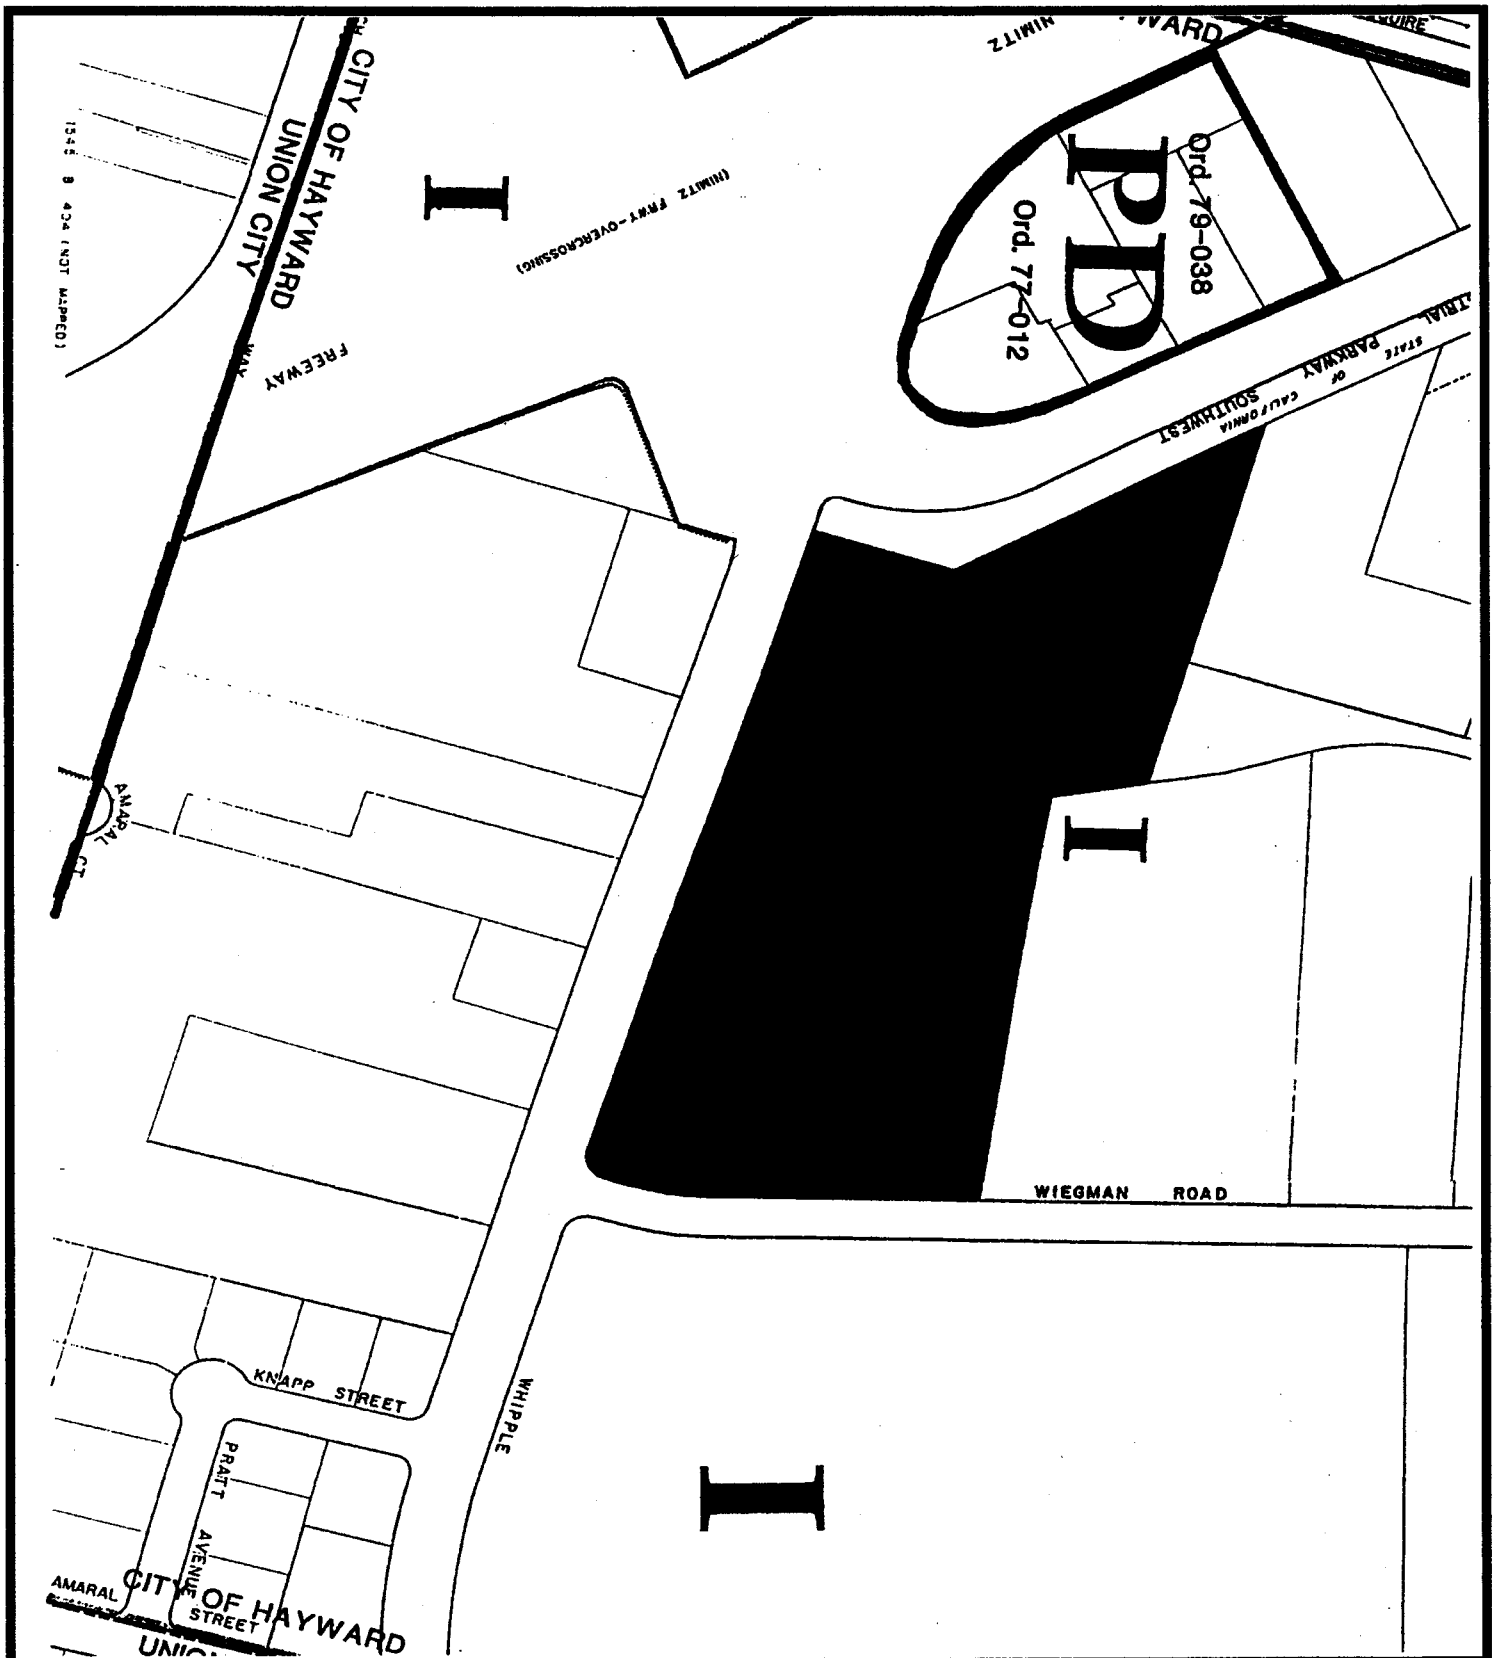 NIMITZ
WARD
CITY OF HAYWARD
UNION CITY
I
(NIMITZ FRWY-OVERCROSSING)
PD
Ord. 79-038
Ord. 77-012
FREEWAY
WAY
STATE OF CALIFORNIA
PARKWAY SOUTHWEST
I
AMARAL CT
WIEGMAN ROAD
KNAPP STREET
WHIPPLE
PRATT AVENUE
I
AMARAL STREET
CITY OF HAYWARD